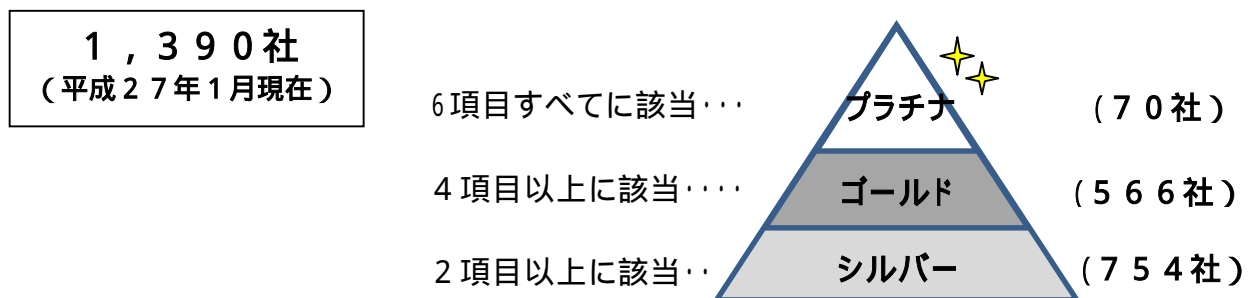 １，３９０社
（平成２７年１月現在）
6項目すべてに該当･･･ プラチナ （７０社）
４項目以上に該当････ ゴールド （５６６社）
２項目以上に該当･･ シルバー （７５４社）